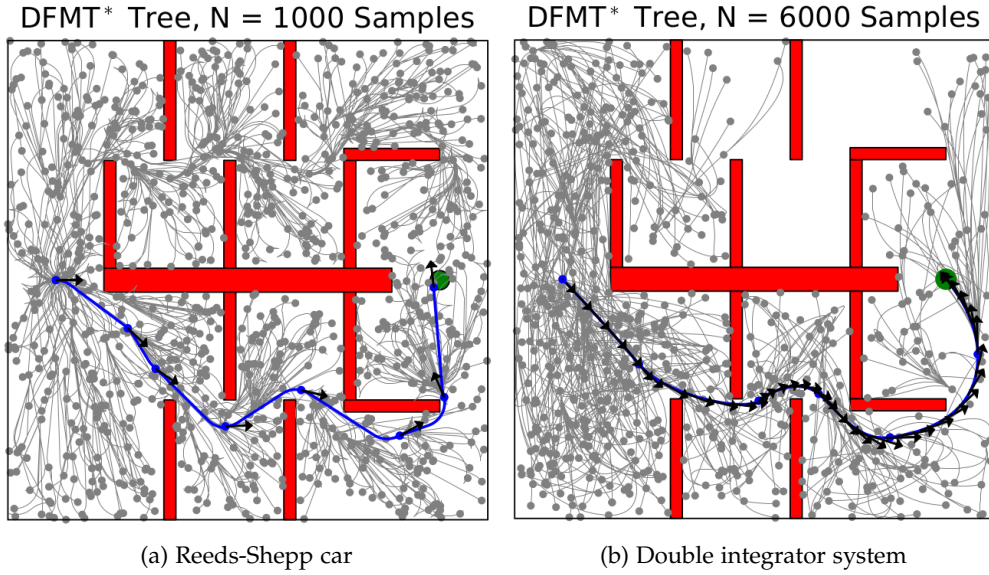 DFMT* Tree, N = 1000 Samples
DFMT* Tree, N = 6000 Samples
(a) Reeds-Shepp car
(b) Double integrator system